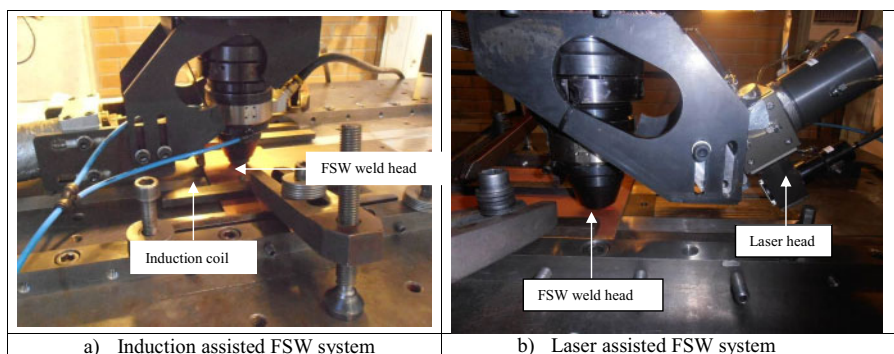 FSW weld head
Induction coil
a) Induction assisted FSW system
Laser head
FSW weld head
b) Laser assisted FSW system